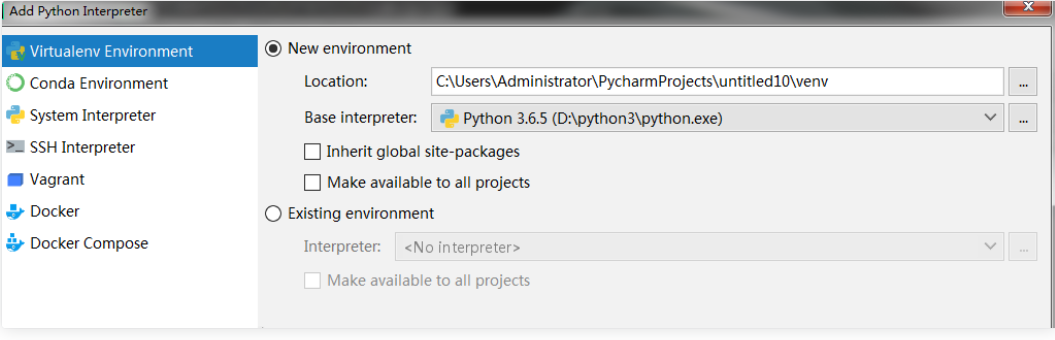 Add Python Interpreter
Virtualenv Environment
Conda Environment
System Interpreter
SSH Interpreter
Vagrant
Docker
Docker Compose
New environment
Location: C:\Users\Administrator\PycharmProjects\untitled10\venv ...
Base interpreter: Python 3.6.5 (D:\python3\python.exe) ...
Inherit global site-packages
Make available to all projects
Existing environment
Interpreter: <No interpreter> ...
Make available to all projects